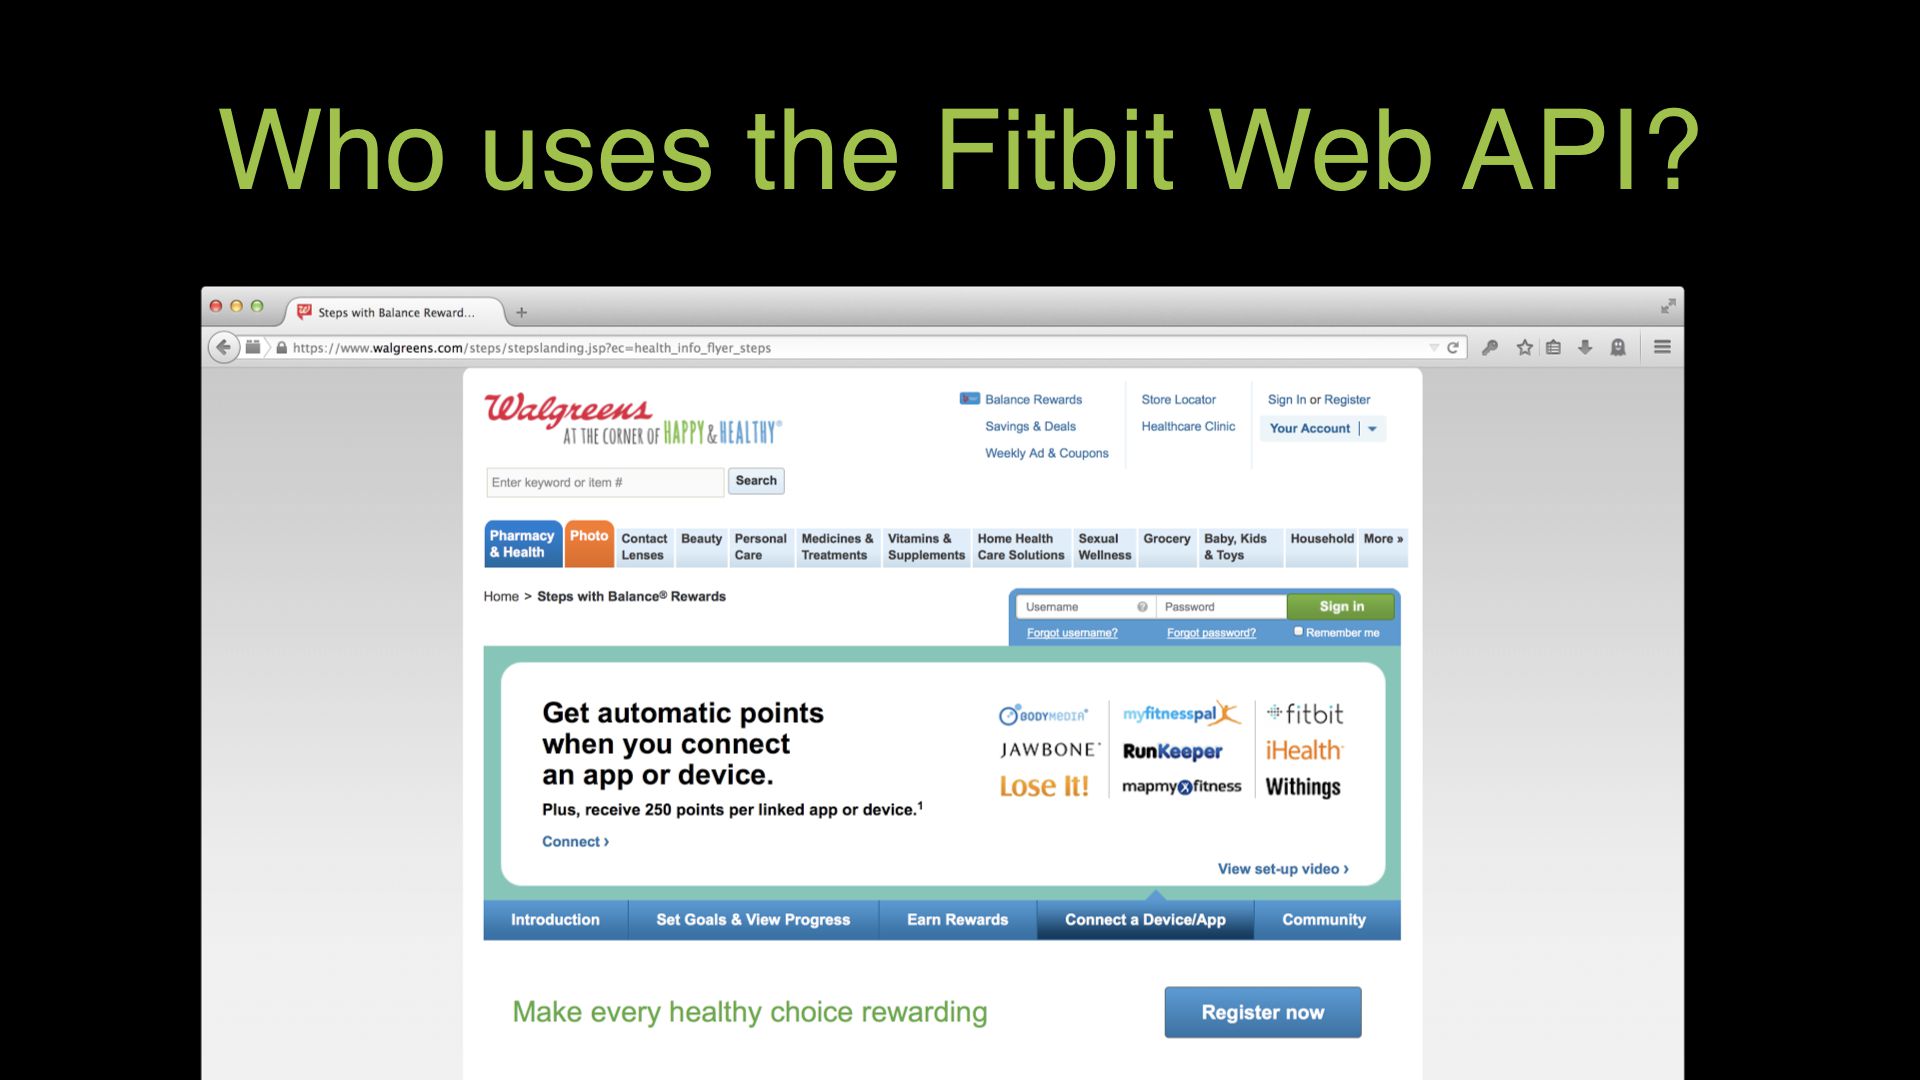 Who uses the Fitbit Web API?
Steps with Balance Reward...
https://www.walgreens.com/steps/stepslanding.jsp?ec=health_info_flyer_steps
Walgreens
AT THE CORNER OF HAPPY & HEALTHY®
Balance Rewards
Savings & Deals
Weekly Ad & Coupons
Store Locator
Healthcare Clinic
Sign In or Register
Your Account
Enter keyword or item #
Search
Pharmacy & Health
Photo
Contact Lenses
Beauty
Personal Care
Medicines & Treatments
Vitamins & Supplements
Home Health Care Solutions
Sexual Wellness
Grocery
Baby, Kids & Toys
Household
More »
Home > Steps with Balance® Rewards
Username
Password
Sign in
Forgot username?
Forgot password?
Remember me
Get automatic points
when you connect
an app or device.
Plus, receive 250 points per linked app or device.¹
Connect ›
BODYMEDIA
myfitnesspal
fitbit
JAWBONE
RunKeeper
iHealth
Lose It!
mapmyfitness
Withings
View set-up video ›
Introduction
Set Goals & View Progress
Earn Rewards
Connect a Device/App
Community
Make every healthy choice rewarding
Register now